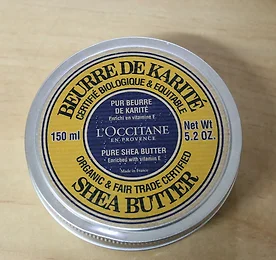 BEURRE DE KARITÉ
CERTIFIÉ BIOLOGIQUE & EQUITABLE
PUR BEURRE
DE KARITÉ
Enrichi en vitamine E
150 ml
L'OCCITANE
EN PROVENCE
Net Wt
5.2 OZ.
PURE SHEA BUTTER
Enriched with vitamin E
Made in France
ORGANIC & FAIR TRADE CERTIFIED
SHEA BUTTER